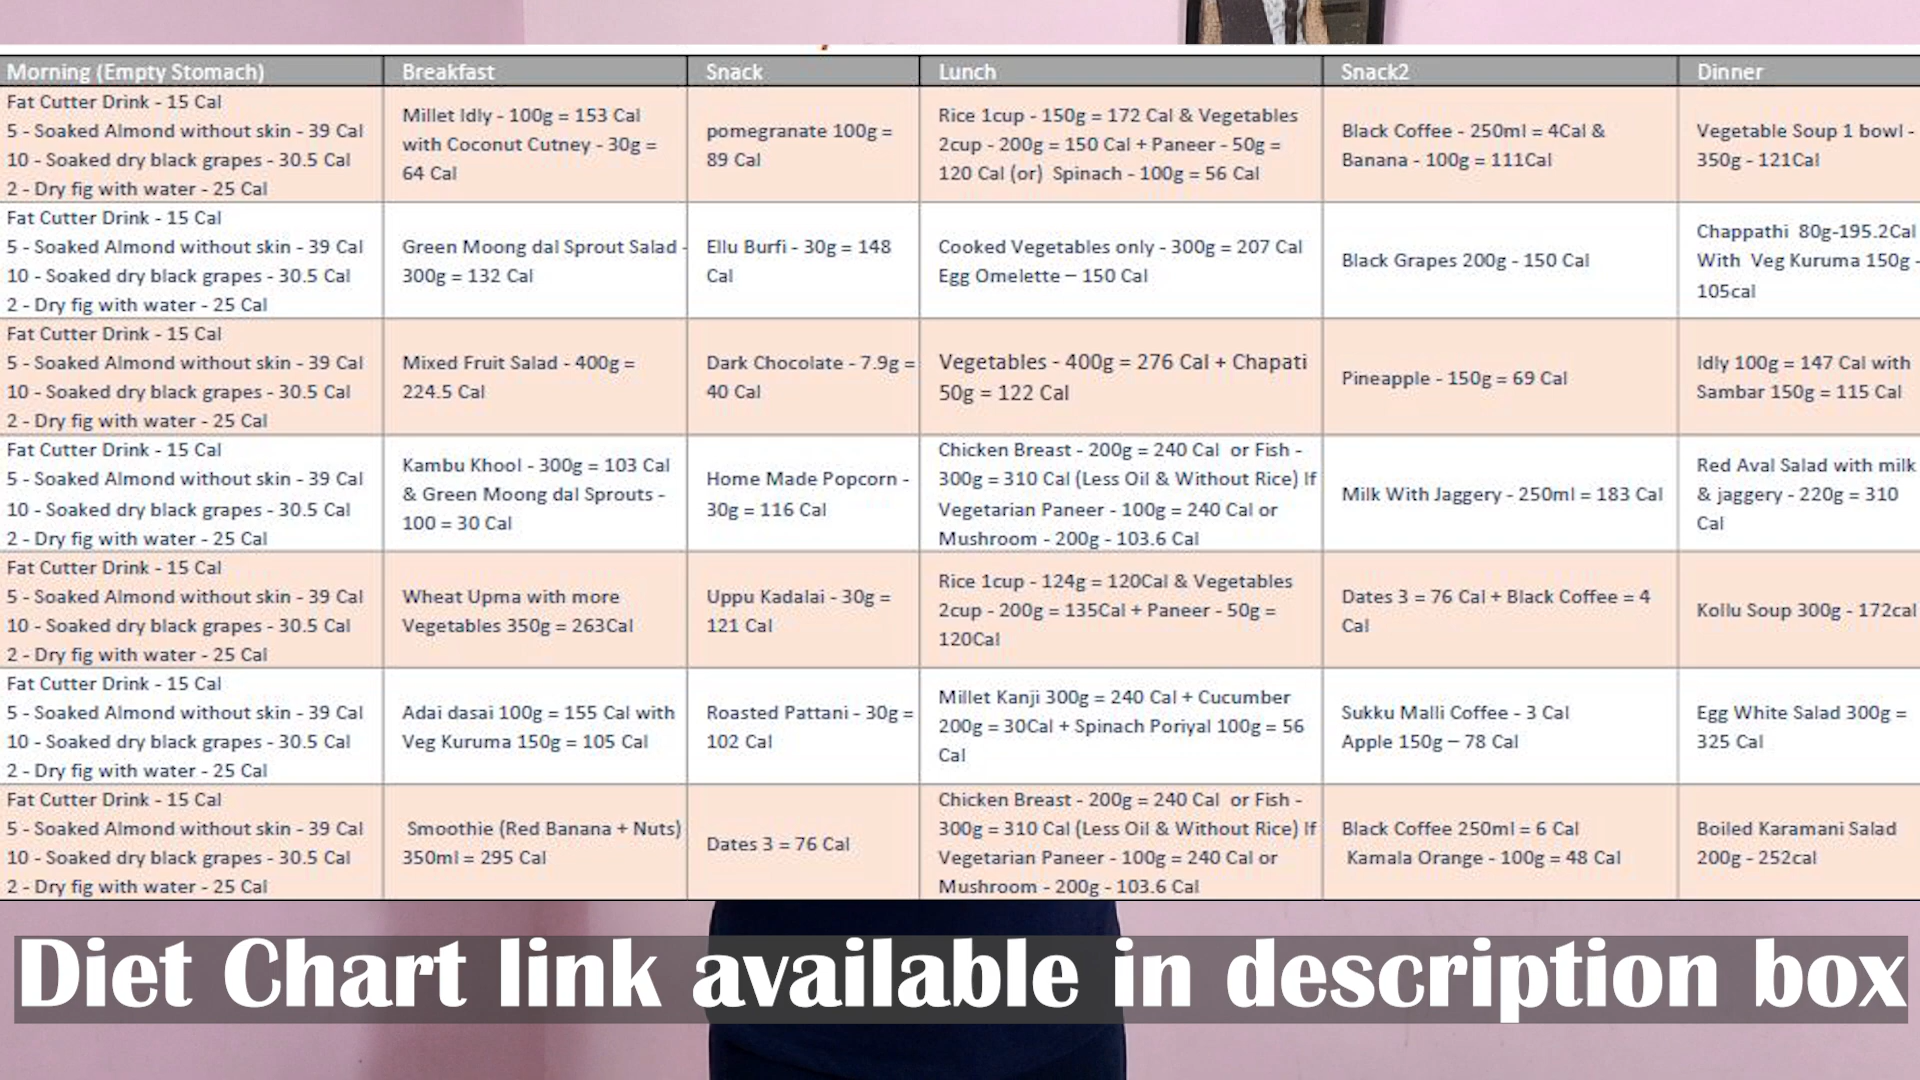 Morning (Empty Stomach) Breakfast Snack Lunch Snack2 Dinner
Fat Cutter Drink - 15 Cal
5 - Soaked Almond without skin - 39 Cal
10 - Soaked dry black grapes - 30.5 Cal
2 - Dry fig with water - 25 Cal
Millet Idly - 100g = 153 Cal
with Coconut Cutney - 30g =
64 Cal
pomegranate 100g =
89 Cal
Rice 1cup - 150g = 172 Cal & Vegetables
2cup - 200g = 150 Cal + Paneer - 50g =
120 Cal (or) Spinach - 100g = 56 Cal
Black Coffee - 250ml = 4Cal &
Banana - 100g = 111Cal
Vegetable Soup 1 bowl -
350g - 121Cal
Fat Cutter Drink - 15 Cal
5 - Soaked Almond without skin - 39 Cal
10 - Soaked dry black grapes - 30.5 Cal
2 - Dry fig with water - 25 Cal
Green Moong dal Sprout Salad -
300g = 132 Cal
Ellu Burfi - 30g = 148
Cal
Cooked Vegetables only - 300g = 207 Cal
Egg Omelette – 150 Cal
Black Grapes 200g - 150 Cal
Chappathi 80g-195.2Cal
With Veg Kuruma 150g -
105cal
Fat Cutter Drink - 15 Cal
5 - Soaked Almond without skin - 39 Cal
10 - Soaked dry black grapes - 30.5 Cal
2 - Dry fig with water - 25 Cal
Mixed Fruit Salad - 400g =
224.5 Cal
Dark Chocolate - 7.9g =
40 Cal
Vegetables - 400g = 276 Cal + Chapati
50g = 122 Cal
Pineapple - 150g = 69 Cal
Idly 100g = 147 Cal with
Sambar 150g = 115 Cal
Fat Cutter Drink - 15 Cal
5 - Soaked Almond without skin - 39 Cal
10 - Soaked dry black grapes - 30.5 Cal
2 - Dry fig with water - 25 Cal
Kambu Khool - 300g = 103 Cal
& Green Moong dal Sprouts -
100 = 30 Cal
Home Made Popcorn -
30g = 116 Cal
Chicken Breast - 200g = 240 Cal or Fish -
300g = 310 Cal (Less Oil & Without Rice) If
Vegetarian Paneer - 100g = 240 Cal or
Mushroom - 200g - 103.6 Cal
Milk With Jaggery - 250ml = 183 Cal
Red Aval Salad with milk
& jaggery - 220g = 310
Cal
Fat Cutter Drink - 15 Cal
5 - Soaked Almond without skin - 39 Cal
10 - Soaked dry black grapes - 30.5 Cal
2 - Dry fig with water - 25 Cal
Wheat Upma with more
Vegetables 350g = 263Cal
Uppu Kadalai - 30g =
121 Cal
Rice 1cup - 124g = 120Cal & Vegetables
2cup - 200g = 135Cal + Paneer - 50g =
120Cal
Dates 3 = 76 Cal + Black Coffee = 4
Cal
Kollu Soup 300g - 172cal
Fat Cutter Drink - 15 Cal
5 - Soaked Almond without skin - 39 Cal
10 - Soaked dry black grapes - 30.5 Cal
2 - Dry fig with water - 25 Cal
Adai dasai 100g = 155 Cal with
Veg Kuruma 150g = 105 Cal
Roasted Pattani - 30g =
102 Cal
Millet Kanji 300g = 240 Cal + Cucumber
200g = 30Cal + Spinach Poriyal 100g = 56
Cal
Sukku Malli Coffee - 3 Cal
Apple 150g – 78 Cal
Egg White Salad 300g =
325 Cal
Fat Cutter Drink - 15 Cal
5 - Soaked Almond without skin - 39 Cal
10 - Soaked dry black grapes - 30.5 Cal
2 - Dry fig with water - 25 Cal
Smoothie (Red Banana + Nuts)
350ml = 295 Cal
Dates 3 = 76 Cal
Chicken Breast - 200g = 240 Cal or Fish -
300g = 310 Cal (Less Oil & Without Rice) If
Vegetarian Paneer - 100g = 240 Cal or
Mushroom - 200g - 103.6 Cal
Black Coffee 250ml = 6 Cal
Kamala Orange - 100g = 48 Cal
Boiled Karamani Salad
200g - 252cal
Diet Chart link available in description box